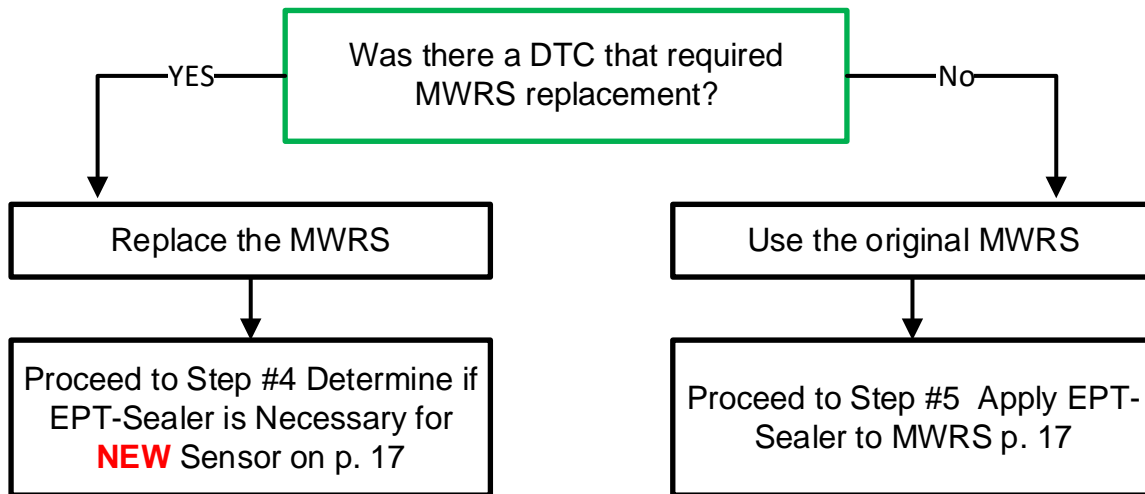 Was there a DTC that required
MWRS replacement?
YES
No
Replace the MWRS
Use the original MWRS
Proceed to Step #4 Determine if
EPT-Sealer is Necessary for
NEW Sensor on p. 17
Proceed to Step #5  Apply EPT-
Sealer to MWRS p. 17